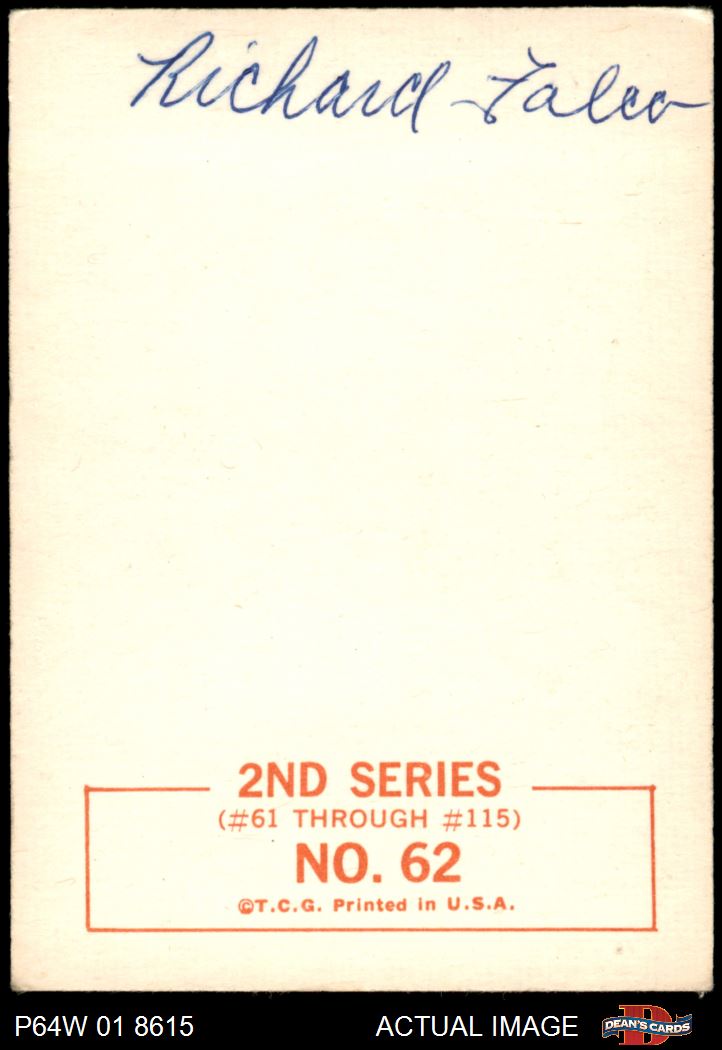 Richard Falco
2ND SERIES
(#61 THROUGH #115)
NO. 62
©T.C.G. Printed in U.S.A.
P64W 01 8615 ACTUAL IMAGE DEAN'S CARDS